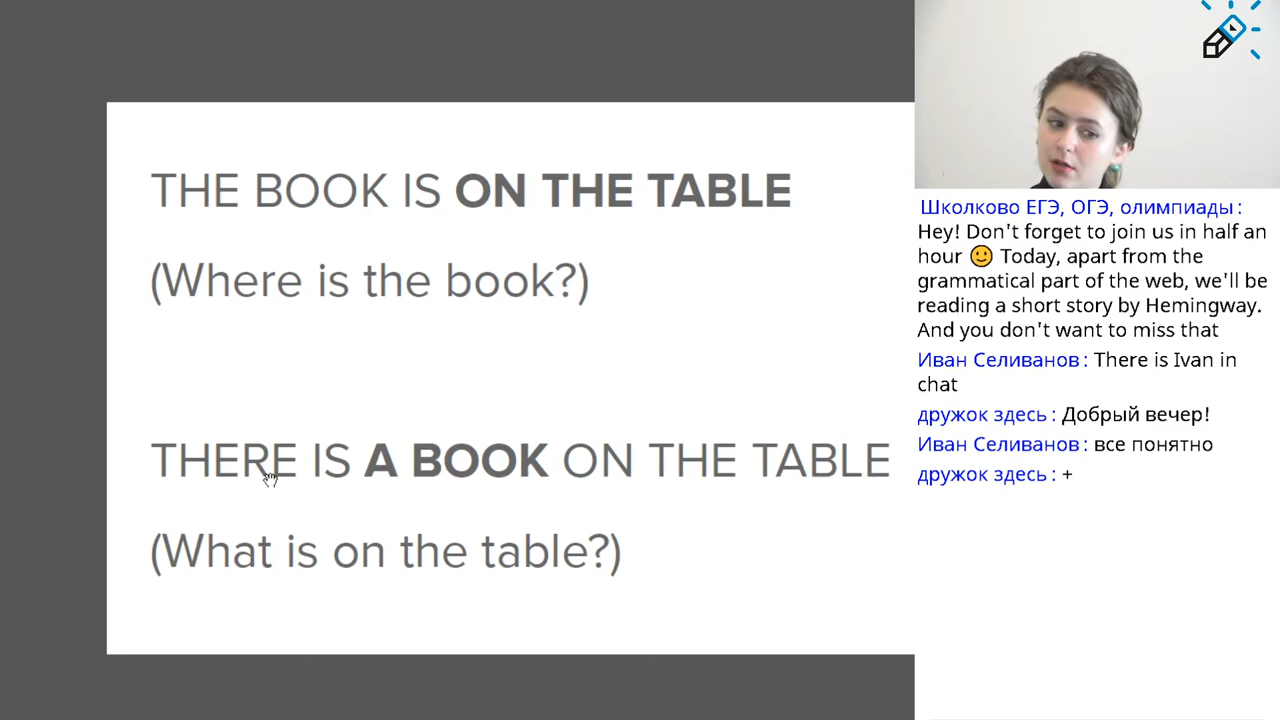 THE BOOK IS ON THE TABLE
(Where is the book?)
THERE IS A BOOK ON THE TABLE
(What is on the table?)
Школково ЕГЭ, ОГЭ, олимпиады :
Hey! Don't forget to join us in half an
hour 🙂 Today, apart from the
grammatical part of the web, we'll be
reading a short story by Hemingway.
And you don't want to miss that
Иван Селиванов : There is Ivan in
chat
дружок здесь : Добрый вечер!
Иван Селиванов : все понятно
дружок здесь : +